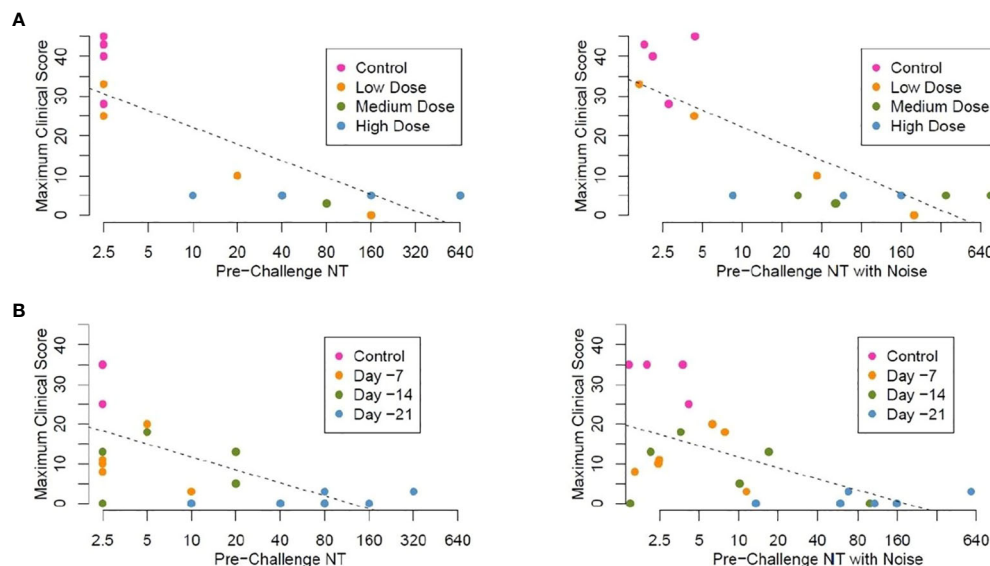 A
Maximum Clinical Score
40
30
20
10
0
Control
Low Dose
Medium Dose
High Dose
2.5 5 10 20 40 80 160 320 640
Pre-Challenge NT
Maximum Clinical Score
40
30
20
10
0
Control
Low Dose
Medium Dose
High Dose
2.5 5 10 20 40 80 160 640
Pre-Challenge NT with Noise
B
Maximum Clinical Score
40
30
20
10
0
Control
Day -7
Day -14
Day -21
2.5 5 10 20 40 80 160 320 640
Pre-Challenge NT
Maximum Clinical Score
40
30
20
10
0
Control
Day -7
Day -14
Day -21
2.5 5 10 20 40 80 160 640
Pre-Challenge NT with Noise